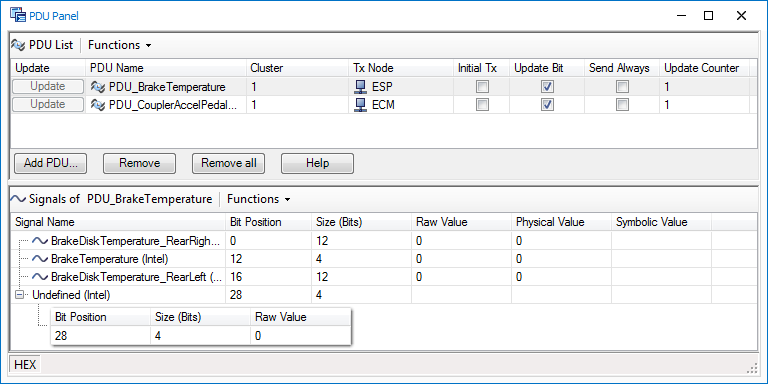 PDU Panel
PDU List Functions
Update PDU Name Cluster Tx Node Initial Tx Update Bit Send Always Update Counter
Update PDU_BrakeTemperature 1 ESP 1
Update PDU_CouplerAccelPedal... 1 ECM 1
Add PDU... Remove Remove all Help
Signals of PDU_BrakeTemperature Functions
Signal Name Bit Position Size (Bits) Raw Value Physical Value Symbolic Value
BrakeDiskTemperature_RearRigh... 0 12 0 0
BrakeTemperature (Intel) 12 4 0 0
BrakeDiskTemperature_RearLeft (... 16 12 0 0
Undefined (Intel) 28 4
Bit Position Size (Bits) Raw Value
28 4 0
HEX